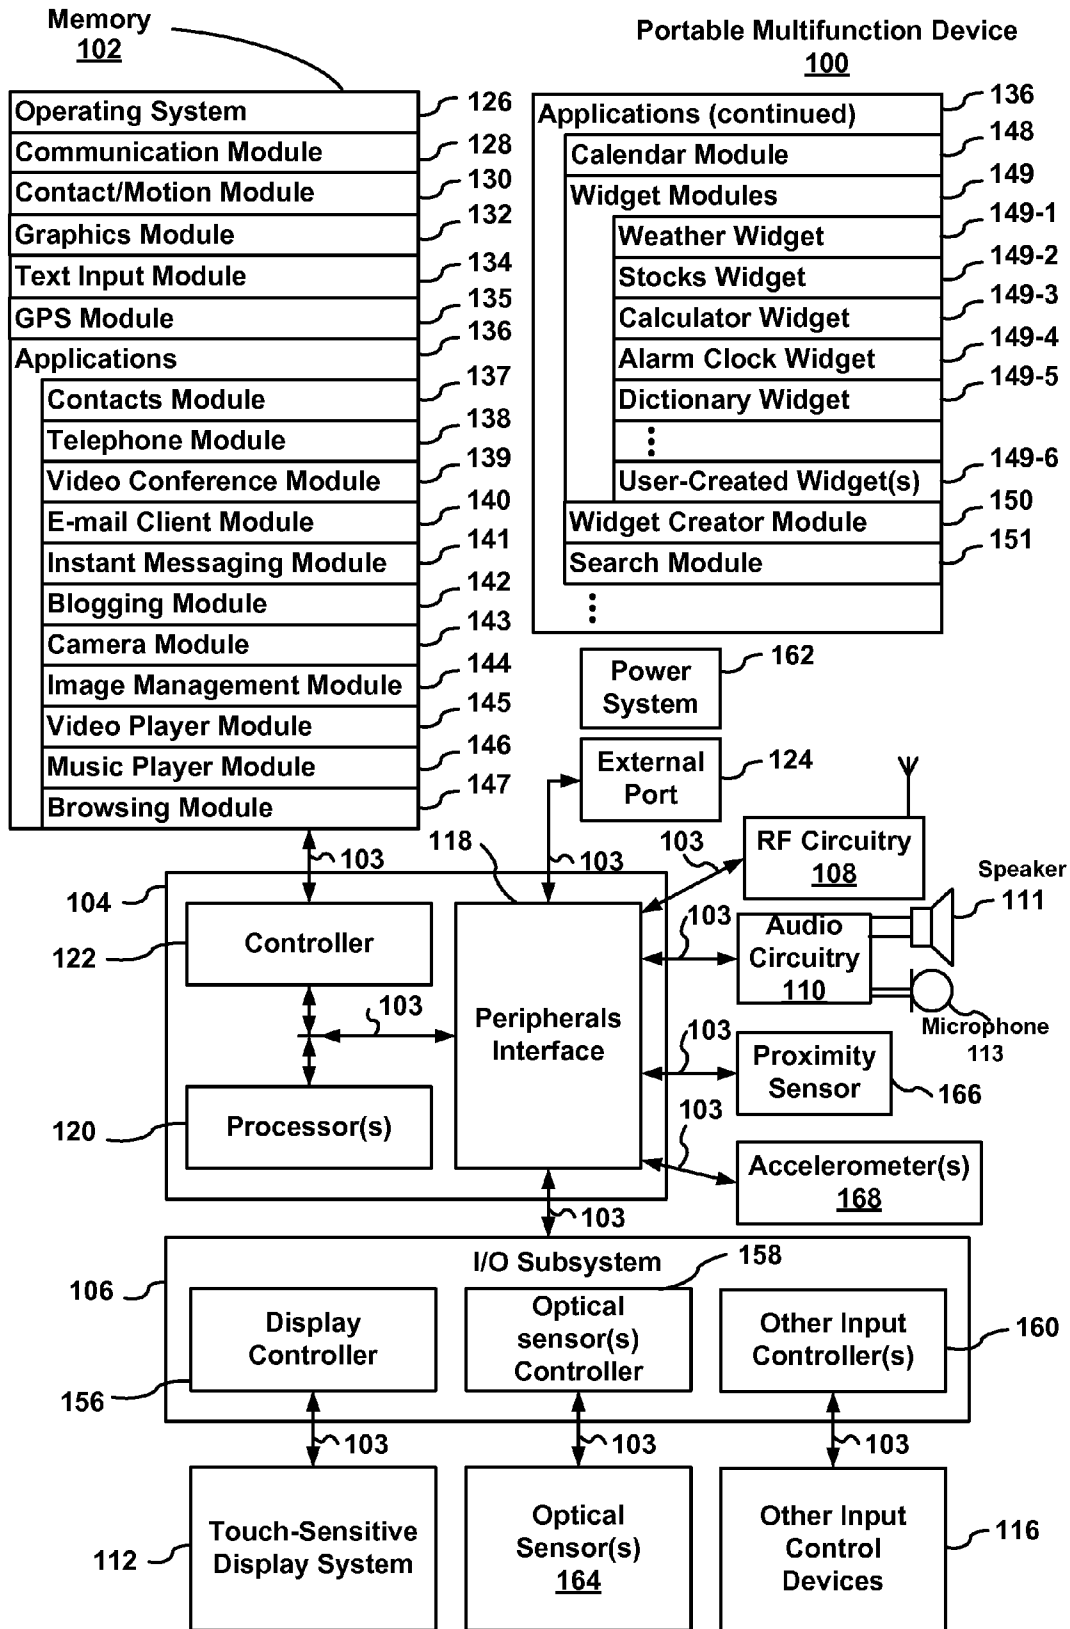 Memory
102
Portable Multifunction Device
100
Operating System
126
Communication Module
128
Contact/Motion Module
130
Graphics Module
132
Text Input Module
134
GPS Module
135
Applications
136
Contacts Module
137
Telephone Module
138
Video Conference Module
139
E-mail Client Module
140
Instant Messaging Module
141
Blogging Module
142
Camera Module
143
Image Management Module
144
Video Player Module
145
Music Player Module
146
Browsing Module
147
Applications (continued)
136
Calendar Module
148
Widget Modules
149
Weather Widget
149-1
Stocks Widget
149-2
Calculator Widget
149-3
Alarm Clock Widget
149-4
Dictionary Widget
149-5
User-Created Widget(s)
149-6
Widget Creator Module
150
Search Module
151
Power
System
162
External
Port
124
103
118
103
103
RF Circuitry
108
Speaker
111
104
Controller
122
103
Audio
Circuitry
110
Microphone
113
103
Peripherals
Interface
103
Proximity
Sensor
166
Processor(s)
120
103
Accelerometer(s)
168
103
I/O Subsystem
106
158
Display
Controller
156
Optical
sensor(s)
Controller
Other Input
Controller(s)
160
103
103
103
Touch-Sensitive
Display System
112
Optical
Sensor(s)
164
Other Input
Control
Devices
116